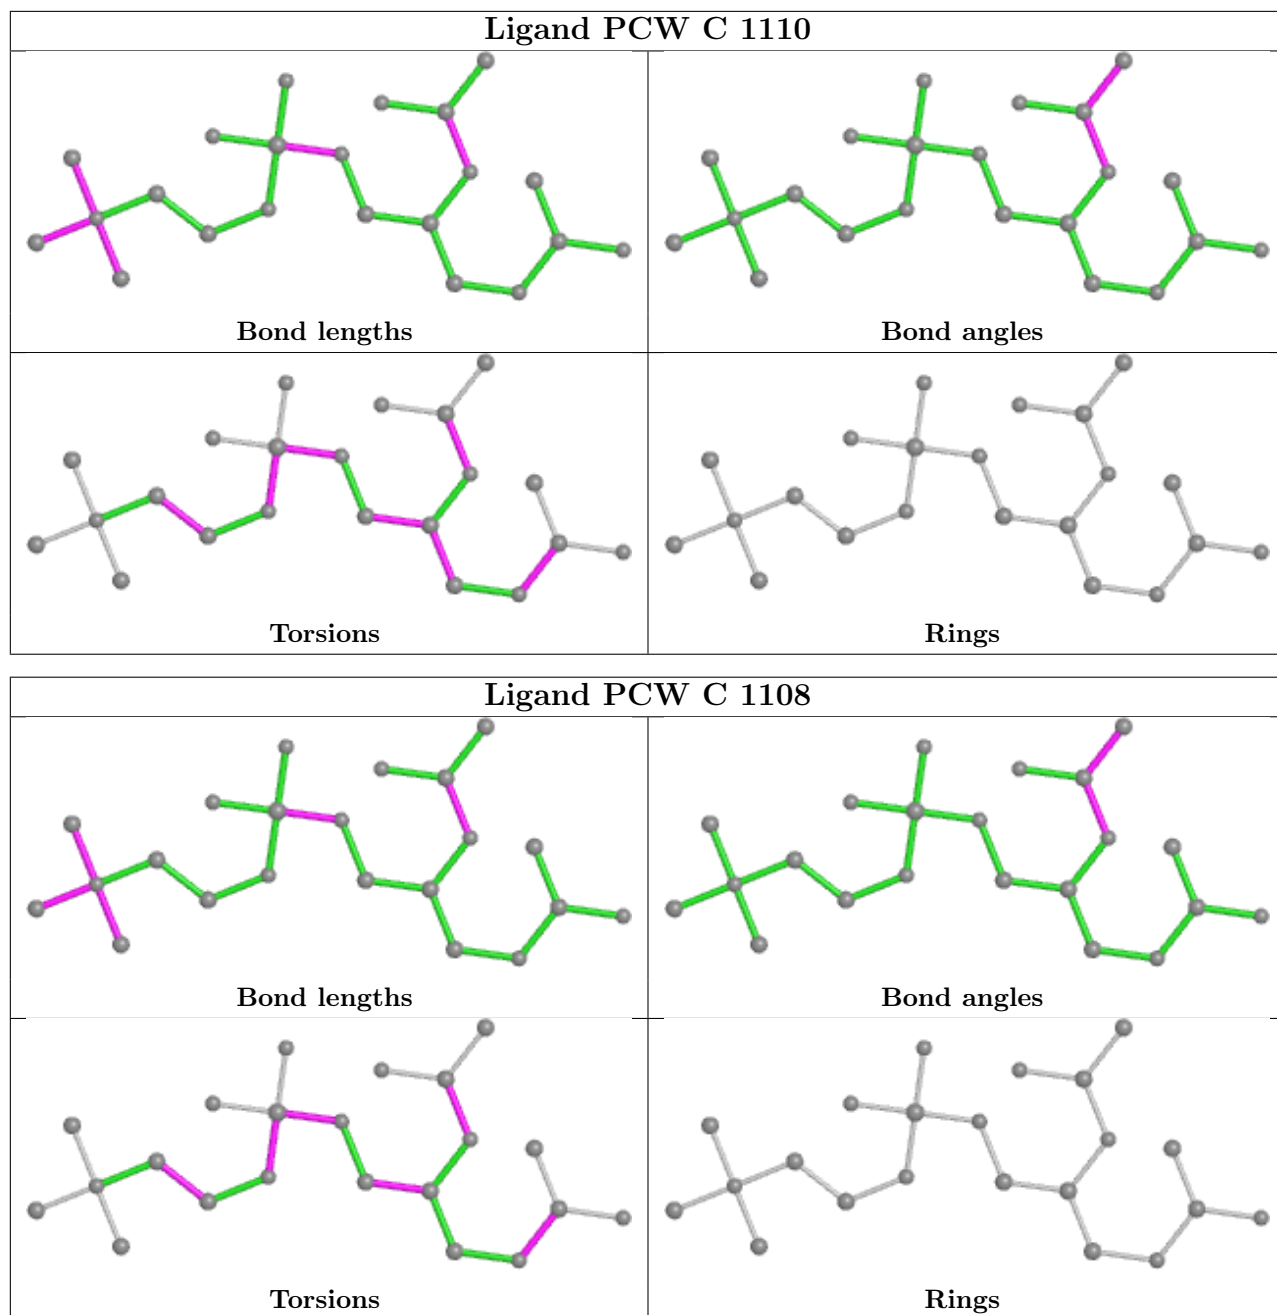 Ligand PCW C 1110
Bond lengths
Bond angles
Torsions
Rings
Ligand PCW C 1108
Bond lengths
Bond angles
Torsions
Rings